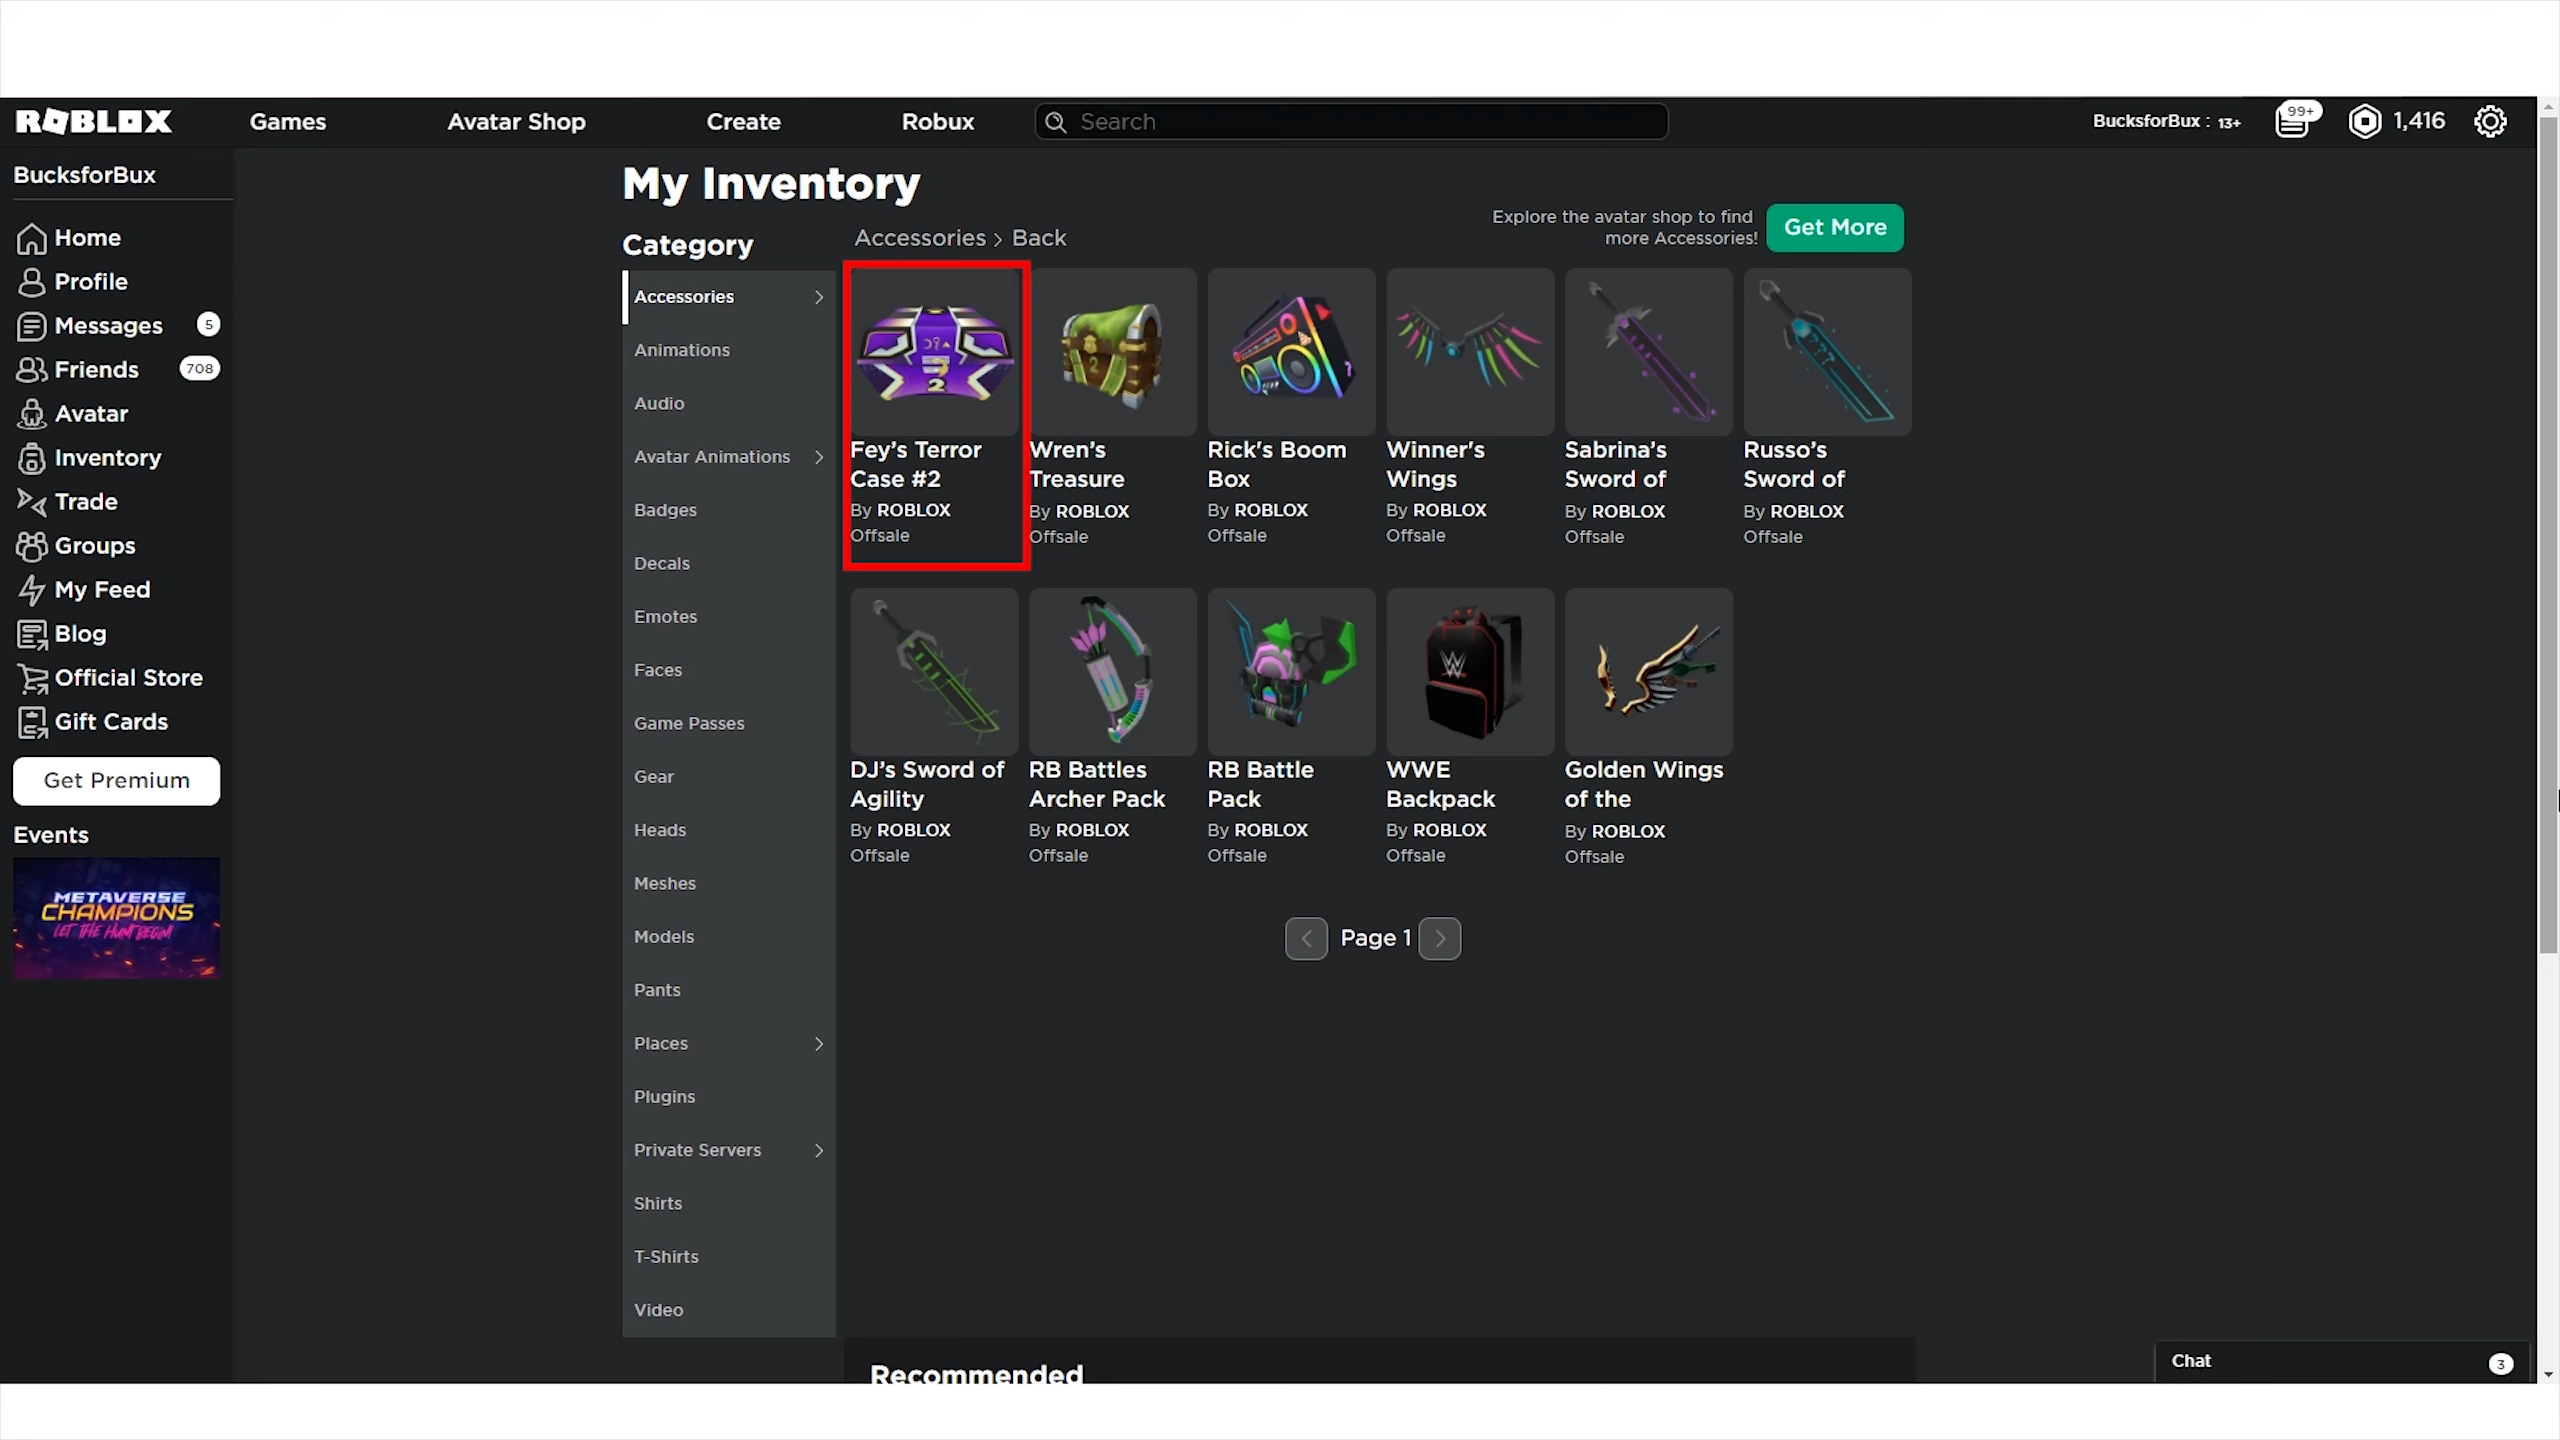 ROBLOX
Games
Avatar Shop
Create
Robux
Search
BucksforBux : 13+
99+
1,416
BucksforBux
Home
Profile
Messages
5
Friends
708
Avatar
Inventory
Trade
Groups
My Feed
Blog
Official Store
Gift Cards
Get Premium
Events
METAVERSE
CHAMPIONS
LET THE HUNT BEGIN!
My Inventory
Category
Accessories
Animations
Audio
Avatar Animations
Badges
Decals
Emotes
Faces
Game Passes
Gear
Heads
Meshes
Models
Pants
Places
Plugins
Private Servers
Shirts
T-Shirts
Video
Accessories > Back
Explore the avatar shop to find
more Accessories!
Get More
2
Fey's Terror
Case #2
By ROBLOX
Offsale
2
Wren's
Treasure
By ROBLOX
Offsale
Rick's Boom
Box
By ROBLOX
Offsale
Winner's
Wings
By ROBLOX
Offsale
Sabrina's
Sword of
By ROBLOX
Offsale
Russo's
Sword of
By ROBLOX
Offsale
DJ's Sword of
Agility
By ROBLOX
Offsale
RB Battles
Archer Pack
By ROBLOX
Offsale
RB Battle
Pack
By ROBLOX
Offsale
W
WWE
Backpack
By ROBLOX
Offsale
Golden Wings
of the
By ROBLOX
Offsale
Page 1
Recommended
Chat
3